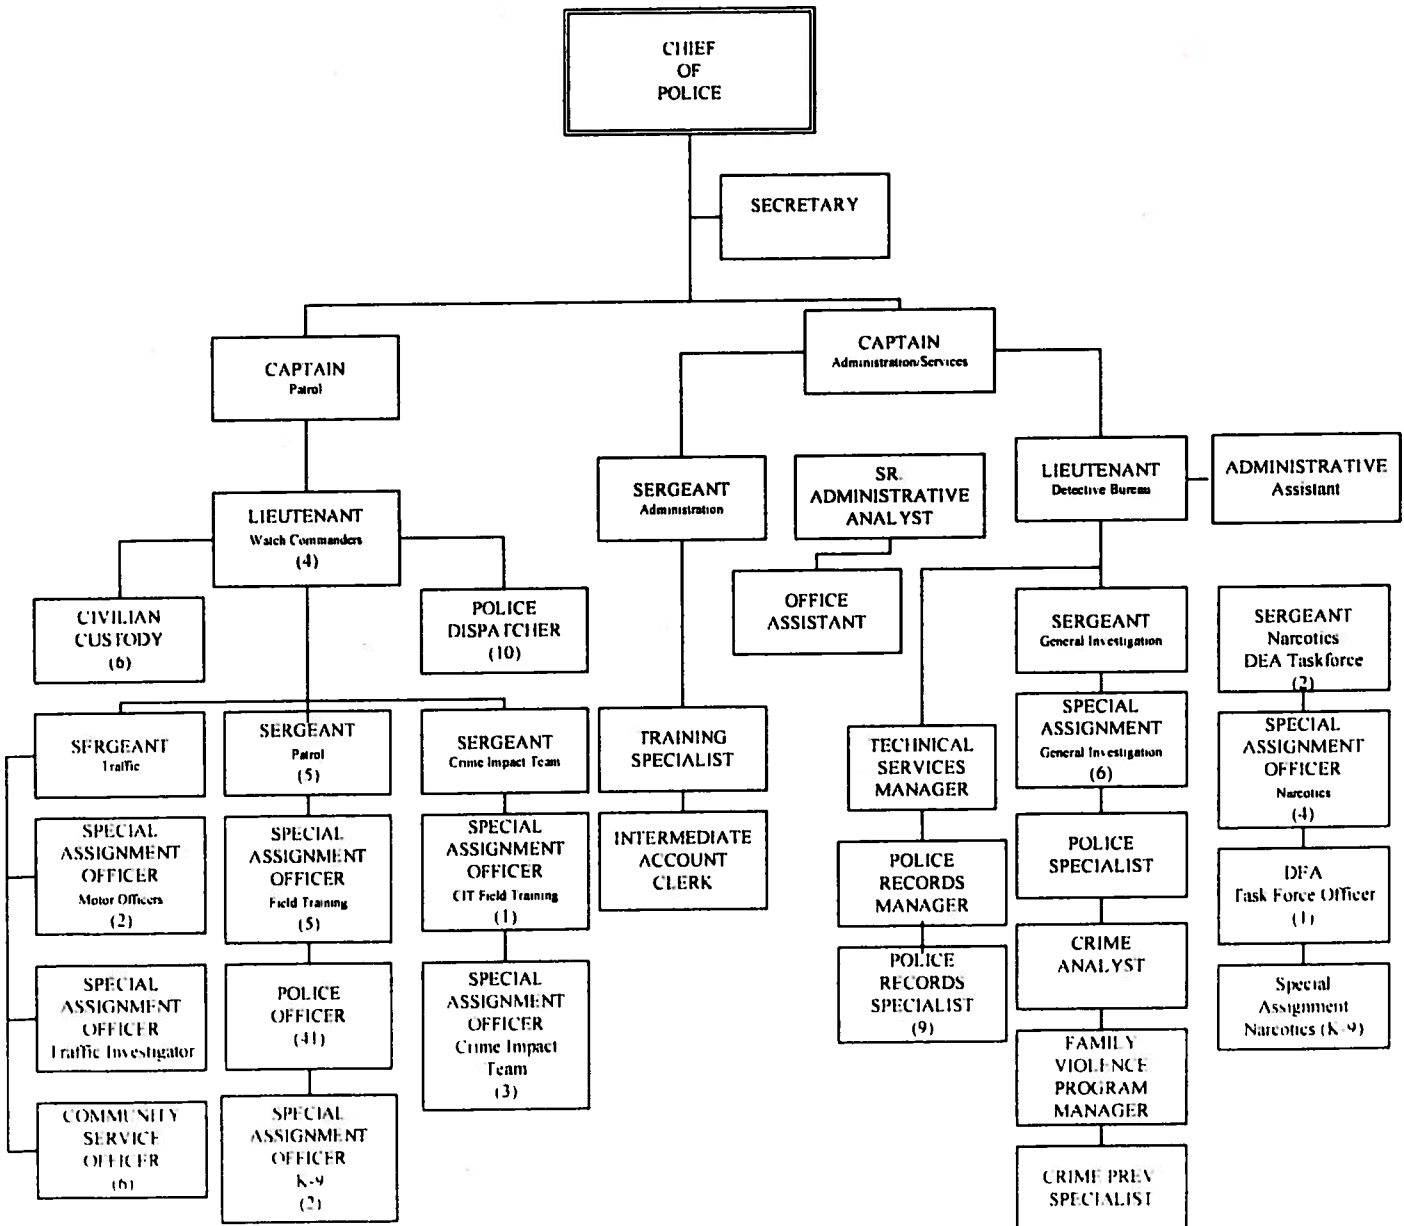 CHIEF
OF
POLICE
SECRETARY
CAPTAIN
Patrol
CAPTAIN
Administration/Services
LIEUTENANT
Watch Commanders
(4)
CIVILIAN
CUSTODY
(6)
POLICE
DISPATCHER
(10)
SERGEANT
Traffic
SPECIAL
ASSIGNMENT
OFFICER
Motor Officers
(2)
SPECIAL
ASSIGNMENT
OFFICER
Traffic Investigator
COMMUNITY
SERVICE
OFFICER
(6)
SERGEANT
Patrol
(5)
SPECIAL
ASSIGNMENT
OFFICER
Field Training
(5)
POLICE
OFFICER
(41)
SPECIAL
ASSIGNMENT
OFFICER
K-9
(2)
SERGEANT
Crime Impact Team
SPECIAL
ASSIGNMENT
OFFICER
CIT Field Training
(1)
SPECIAL
ASSIGNMENT
OFFICER
Crime Impact
Team
(3)
SERGEANT
Administration
TRAINING
SPECIALIST
INTERMEDIATE
ACCOUNT
CLERK
SR.
ADMINISTRATIVE
ANALYST
OFFICE
ASSISTANT
LIEUTENANT
Detective Bureau
ADMINISTRATIVE
Assistant
TECHNICAL
SERVICES
MANAGER
POLICE
RECORDS
MANAGER
POLICE
RECORDS
SPECIALIST
(9)
SERGEANT
General Investigation
SPECIAL
ASSIGNMENT
General Investigation
(6)
POLICE
SPECIALIST
CRIME
ANALYST
FAMILY
VIOLENCE
PROGRAM
MANAGER
CRIME PREV
SPECIALIST
SERGEANT
Narcotics
DEA Taskforce
(2)
SPECIAL
ASSIGNMENT
OFFICER
Narcotics
(4)
DEA
Task Force Officer
(1)
Special
Assignment
Narcotics (K-9)